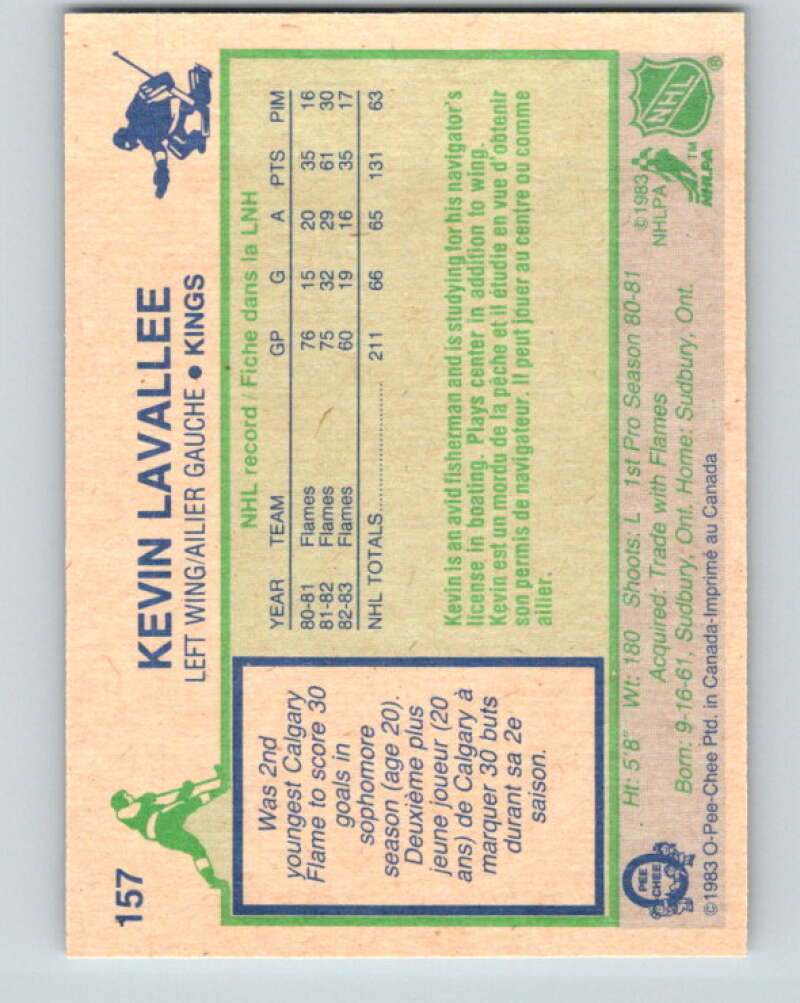 157
KEVIN LAVALLEE
LEFT WING/AILIER GAUCHE • KINGS
Was 2nd
youngest Calgary
Flame to score 30
goals in
sophomore
season (age 20).
Deuxième plus
jeune joueur (20
ans) de Calgary à
marquer 30 buts
durant sa 2e
saison.
NHL record / Fiche dans la LNH
YEAR TEAM GP G A PTS PIM
80-81 Flames 76 15 20 35 16
81-82 Flames 75 32 29 61 30
82-83 Flames 60 19 16 35 17
NHL TOTALS 211 66 65 131 63
Kevin is an avid fisherman and is studying for his navigator's
license in boating. Plays center in addition to wing.
Kevin est un mordu de la pèche et il étudie en vue d'obtenir
son permis de navigateur. Il peut jouer au centre ou comme
ailier.
Ht: 5'8" Wt: 180 Shoots: L 1st Pro Season 80-81
Acquired: Trade with Flames
Born: 9-16-61, Sudbury, Ont. Home: Sudbury, Ont.
©1983 O-Pee-Chee Ptd. in Canada-Imprimé au Canada
O PEE CHEE
©1983
NHLPA
NHL ®
TM
NHLPA